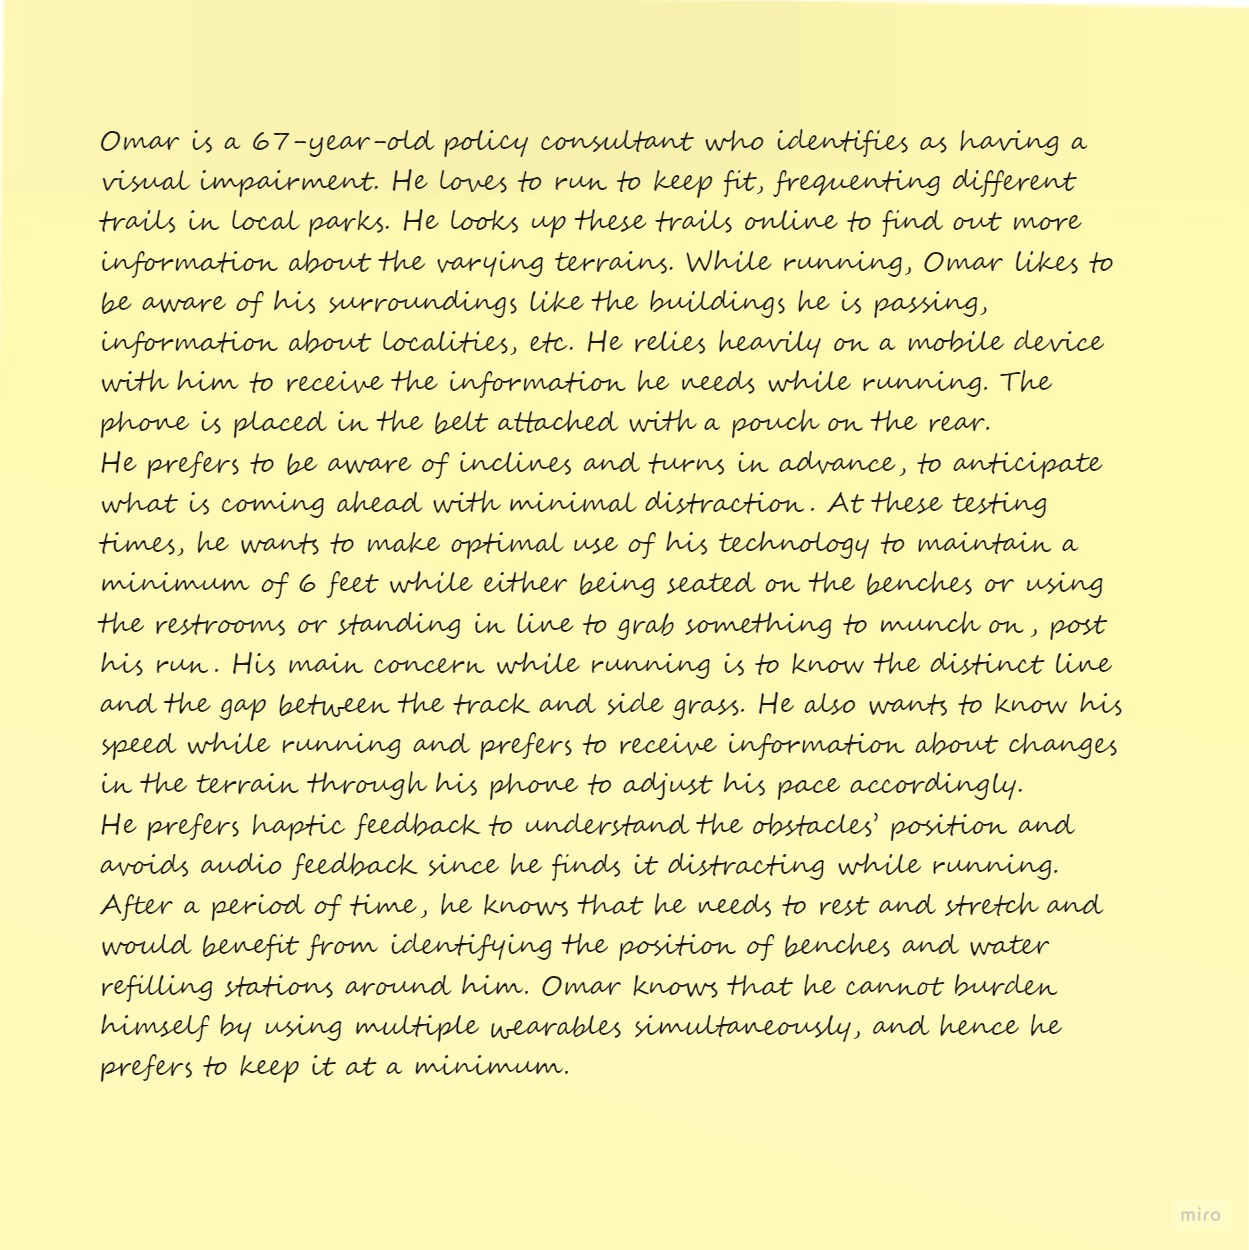 Omar is a 67-year-old policy consultant who identifies as having a
visual impairment. He loves to run to keep fit, frequenting different
trails in local parks. He looks up these trails online to find out more
information about the varying terrains. While running, Omar likes to
be aware of his surroundings like the buildings he is passing,
information about localities, etc. He relies heavily on a mobile device
with him to receive the information he needs while running. The
phone is placed in the belt attached with a pouch on the rear.
He prefers to be aware of inclines and turns in advance, to anticipate
what is coming ahead with minimal distraction. At these testing
times, he wants to make optimal use of his technology to maintain a
minimum of 6 feet while either being seated on the benches or using
the restrooms or standing in line to grab something to munch on, post
his run. His main concern while running is to know the distinct line
and the gap between the track and side grass. He also wants to know his
speed while running and prefers to receive information about changes
in the terrain through his phone to adjust his pace accordingly.
He prefers haptic feedback to understand the obstacles' position and
avoids audio feedback since he finds it distracting while running.
After a period of time, he knows that he needs to rest and stretch and
would benefit from identifying the position of benches and water
refilling stations around him. Omar knows that he cannot burden
himself by using multiple wearables simultaneously, and hence he
prefers to keep it at a minimum.
miro